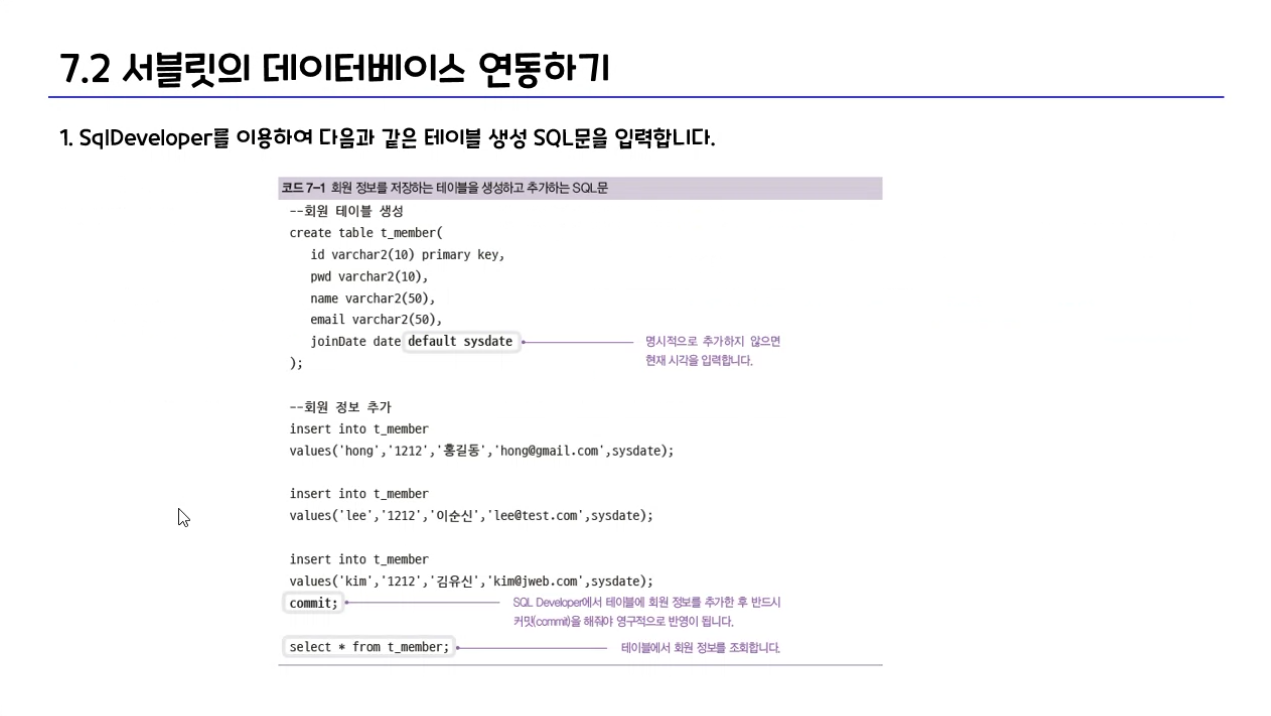 7.2 서블릿의 데이터베이스 연동하기
1. SqlDeveloper를 이용하여 다음과 같은 테이블 생성 SQL문을 입력합니다.
코드 7-1 회원 정보를 저장하는 테이블을 생성하고 추가하는 SQL문
--회원 테이블 생성
create table t_member(
id varchar2(10) primary key,
pwd varchar2(10),
name varchar2(50),
email varchar2(50),
joinDate date default sysdate
명시적으로 추가하지 않으면
현재 시각을 입력합니다.
);
--회원 정보 추가
insert into t_member
values('hong','1212','홍길동','hong@gmail.com',sysdate);
insert into t_member
values('lee','1212','이순신','lee@test.com',sysdate);
insert into t_member
values('kim','1212','김유신','kim@jweb.com',sysdate);
commit;
SQL Developer에서 테이블에 회원 정보를 추가한 후 반드시
커밋(commit)을 해줘야 영구적으로 반영이 됩니다.
select * from t_member;
테이블에서 회원 정보를 조회합니다.